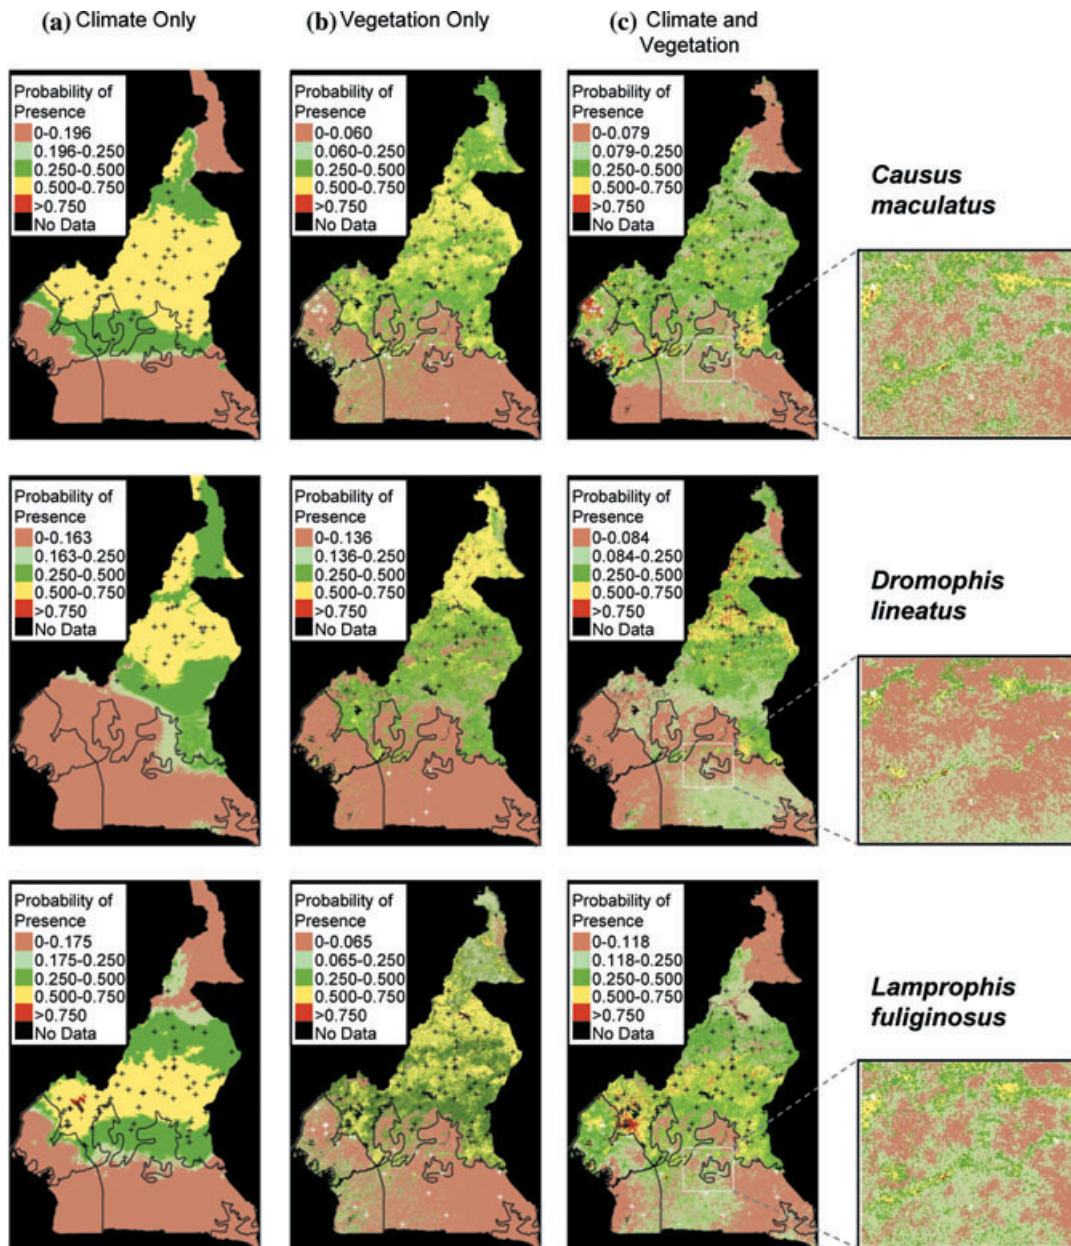 (a) Climate Only
(b) Vegetation Only
(c) Climate and
Vegetation
Probability of
Presence
0-0.196
0.196-0.250
0.250-0.500
0.500-0.750
>0.750
No Data
Probability of
Presence
0-0.060
0.060-0.250
0.250-0.500
0.500-0.750
>0.750
No Data
Probability of
Presence
0-0.079
0.079-0.250
0.250-0.500
0.500-0.750
>0.750
No Data
Causus
maculatus
Probability of
Presence
0-0.163
0.163-0.250
0.250-0.500
0.500-0.750
>0.750
No Data
Probability of
Presence
0-0.136
0.136-0.250
0.250-0.500
0.500-0.750
>0.750
No Data
Probability of
Presence
0-0.084
0.084-0.250
0.250-0.500
0.500-0.750
>0.750
No Data
Dromophis
lineatus
Probability of
Presence
0-0.175
0.175-0.250
0.250-0.500
0.500-0.750
>0.750
No Data
Probability of
Presence
0-0.065
0.065-0.250
0.250-0.500
0.500-0.750
>0.750
No Data
Probability of
Presence
0-0.118
0.118-0.250
0.250-0.500
0.500-0.750
>0.750
No Data
Lamprophis
fuliginosus